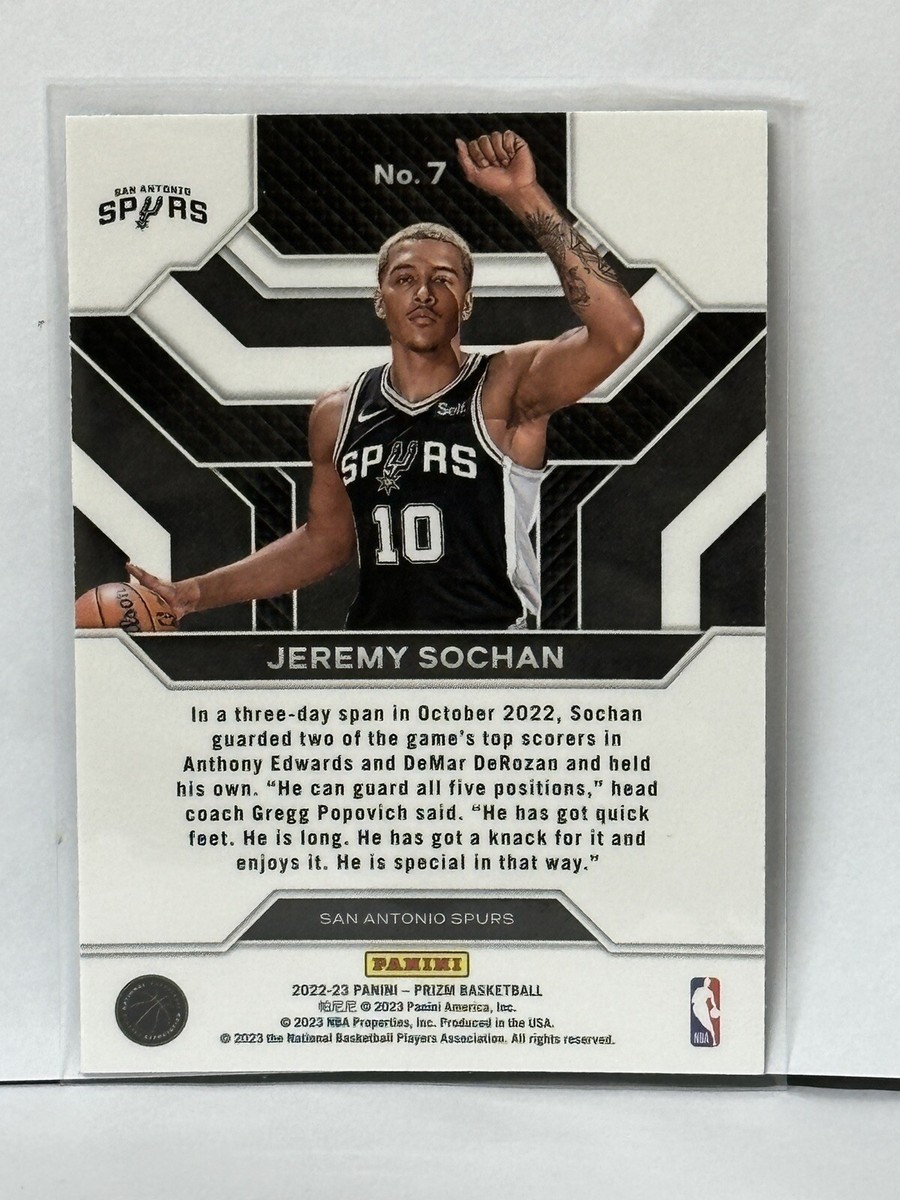 No. 7
SAN ANTONIO
SPURS
Self.
SPURS
10
JEREMY SOCHAN
In a three-day span in October 2022, Sochan
guarded two of the game's top scorers in
Anthony Edwards and DeMar DeRozan and held
his own. “He can guard all five positions,” head
coach Gregg Popovich said. “He has got quick
feet. He is long. He has got a knack for it and
enjoys it. He is special in that way.”
SAN ANTONIO SPURS
PANINI
2022-23 PANINI – PRIZM BASKETBALL
帕尼尼 © 2023 Panini America, Inc.
© 2023 NBA Properties, Inc. Produced in the USA.
© 2023 the National Basketball Players Association. All rights reserved.
NBA